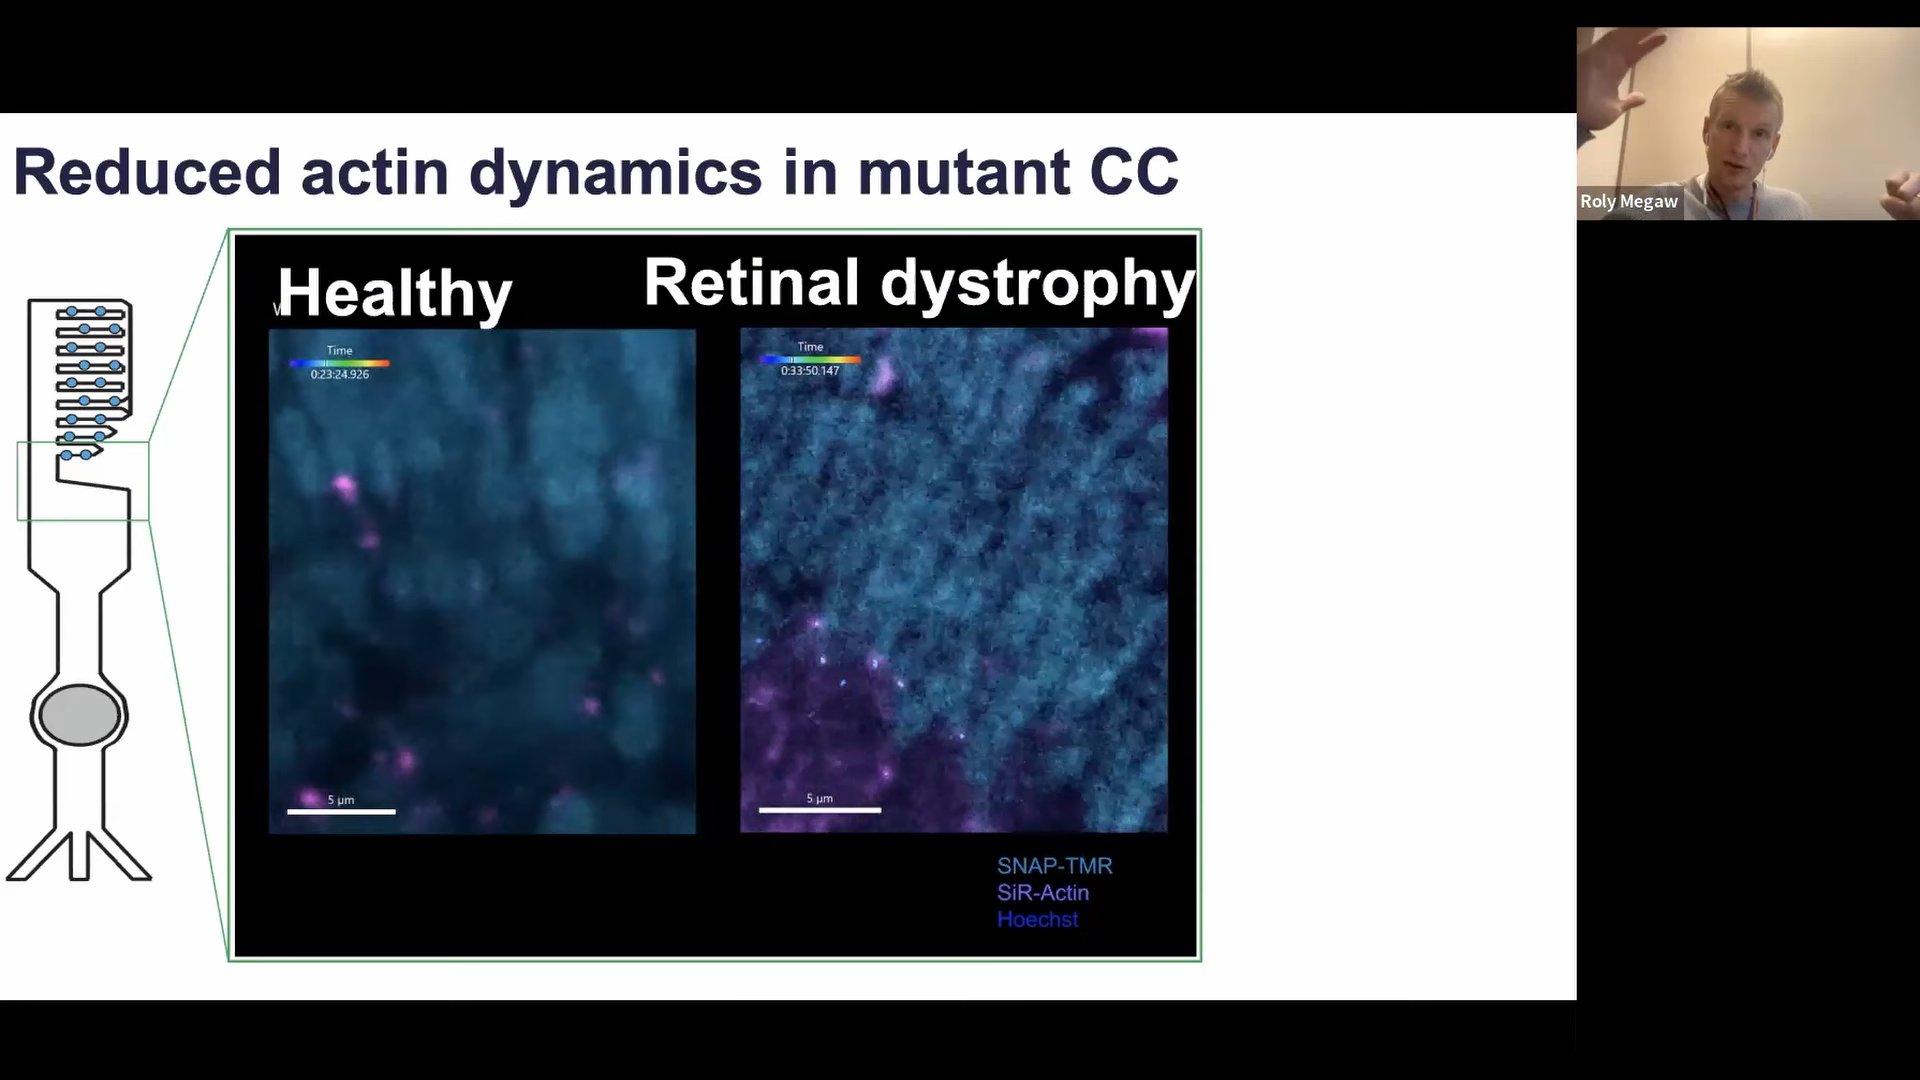 Reduced actin dynamics in mutant CC
Roly Megaw
Healthy
Retinal dystrophy
Time
0:23:24.926
5 µm
Time
0:33:50.147
5 µm
SNAP-TMR
SiR-Actin
Hoechst